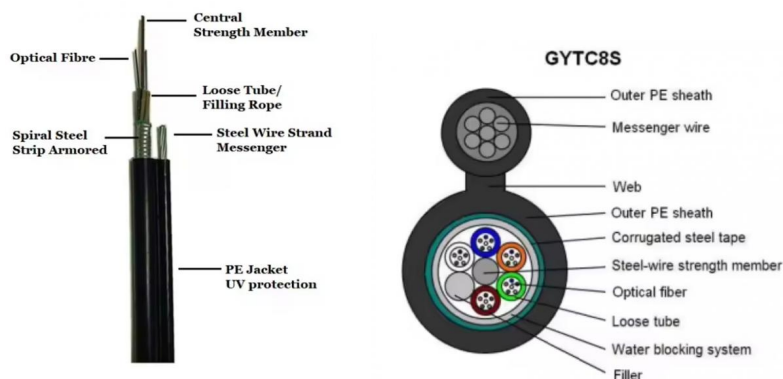 Central
Strength Member
Optical Fibre
Loose Tube/
Filling Rope
Spiral Steel
Strip Armored
Steel Wire Strand
Messenger
PE Jacket
UV protection
GYTC8S
Outer PE sheath
Messenger wire
Web
Outer PE sheath
Corrugated steel tape
Steel-wire strength member
Optical fiber
Loose tube
Water blocking system
Filler